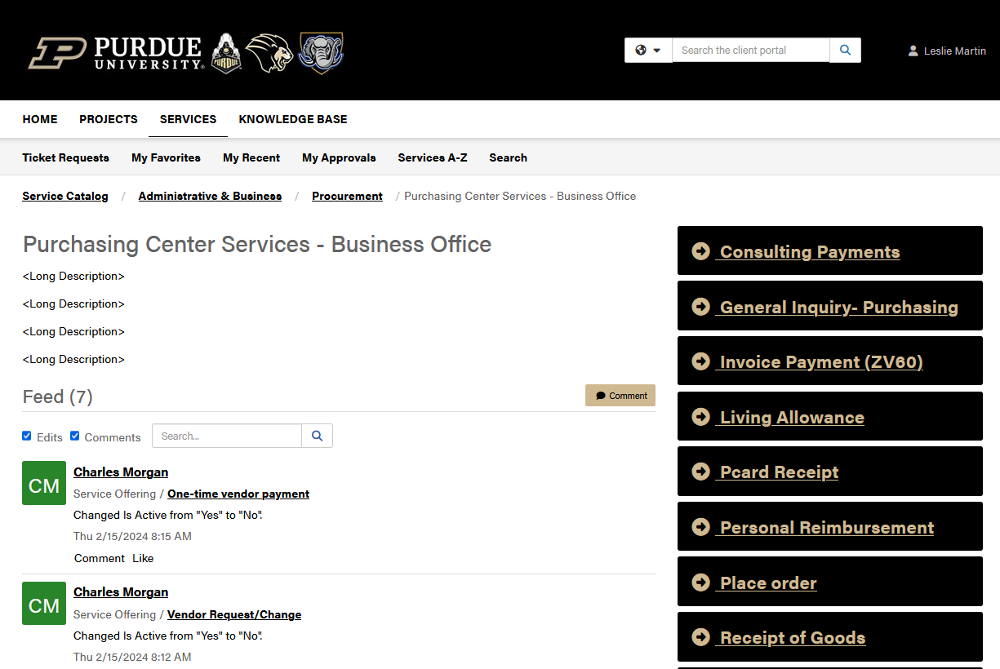 PURDUE
UNIVERSITY®
PURDUE
Search the client portal
Leslie Martin
HOME PROJECTS SERVICES KNOWLEDGE BASE
Ticket Requests My Favorites My Recent My Approvals Services A-Z Search
Service Catalog / Administrative & Business / Procurement / Purchasing Center Services - Business Office
Purchasing Center Services - Business Office
<Long Description>
<Long Description>
<Long Description>
<Long Description>
Feed (7)
Comment
Edits Comments Search...
CM
Charles Morgan
Service Offering / One-time vendor payment
Changed Is Active from "Yes" to "No".
Thu 2/15/2024 8:15 AM
Comment Like
CM
Charles Morgan
Service Offering / Vendor Request/Change
Changed Is Active from "Yes" to "No".
Thu 2/15/2024 8:12 AM
Consulting Payments
General Inquiry- Purchasing
Invoice Payment (ZV60)
Living Allowance
Pcard Receipt
Personal Reimbursement
Place order
Receipt of Goods